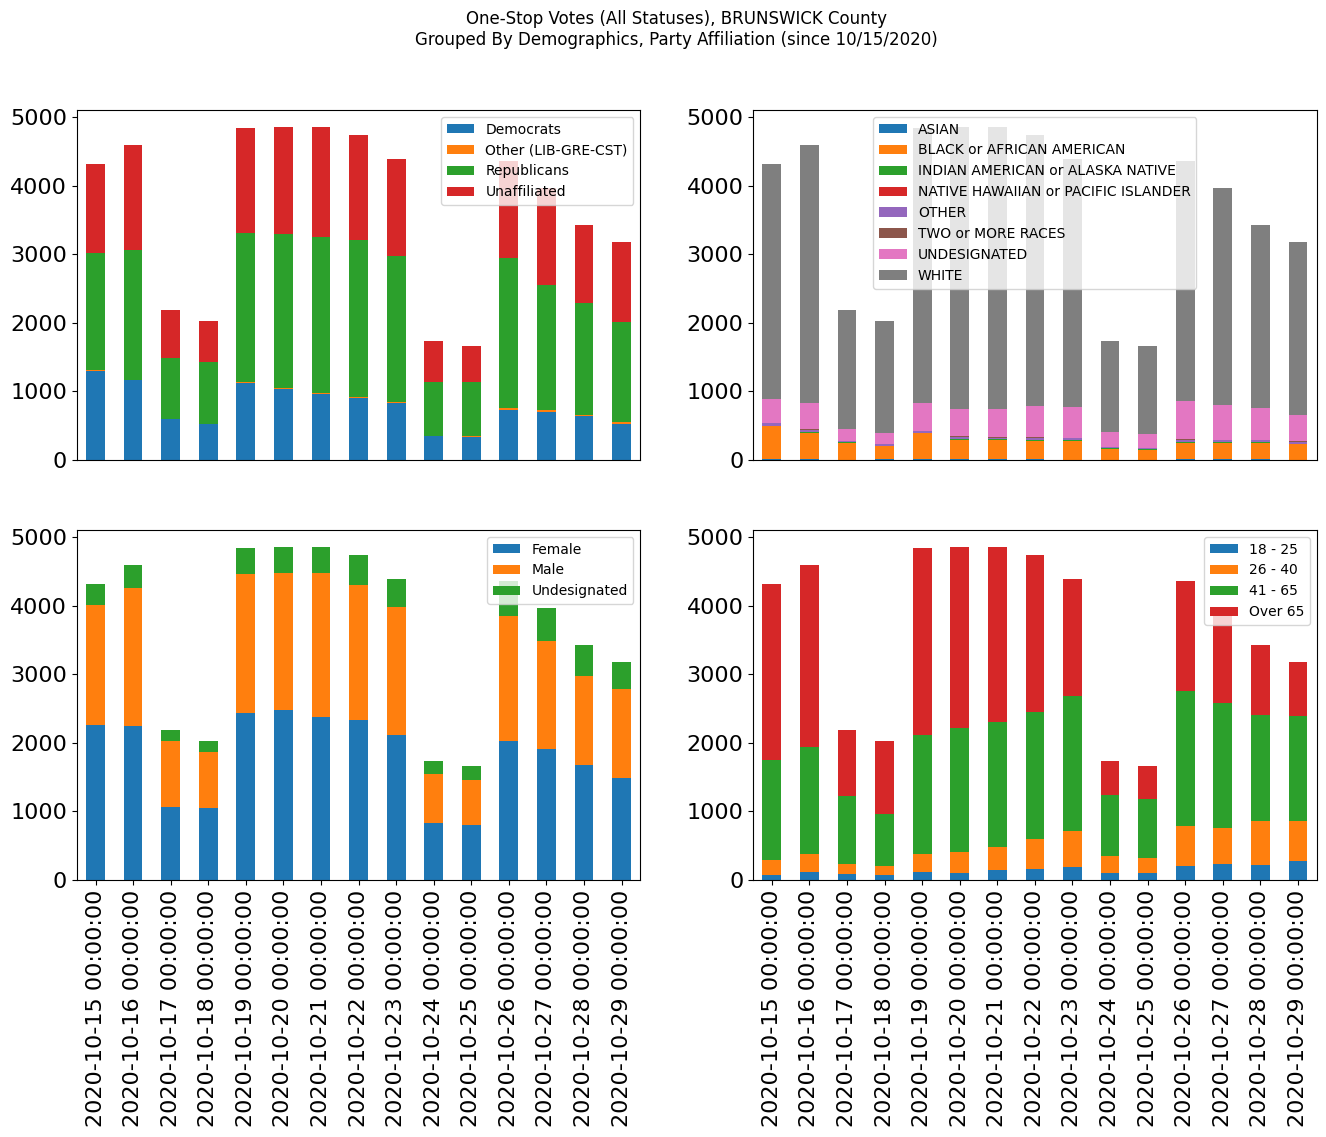 One-Stop Votes (All Statuses), BRUNSWICK County
Grouped By Demographics, Party Affiliation (since 10/15/2020)
5000
4000
3000
2000
1000
0
Democrats
Other (LIB-GRE-CST)
Republicans
Unaffiliated
5000
4000
3000
2000
1000
0
ASIAN
BLACK or AFRICAN AMERICAN
INDIAN AMERICAN or ALASKA NATIVE
NATIVE HAWAIIAN or PACIFIC ISLANDER
OTHER
TWO or MORE RACES
UNDESIGNATED
WHITE
5000
4000
3000
2000
1000
0
Female
Male
Undesignated
2020-10-15 00:00:00
2020-10-16 00:00:00
2020-10-17 00:00:00
2020-10-18 00:00:00
2020-10-19 00:00:00
2020-10-20 00:00:00
2020-10-21 00:00:00
2020-10-22 00:00:00
2020-10-23 00:00:00
2020-10-24 00:00:00
2020-10-25 00:00:00
2020-10-26 00:00:00
2020-10-27 00:00:00
2020-10-28 00:00:00
2020-10-29 00:00:00
5000
4000
3000
2000
1000
0
18 - 25
26 - 40
41 - 65
Over 65
2020-10-15 00:00:00
2020-10-16 00:00:00
2020-10-17 00:00:00
2020-10-18 00:00:00
2020-10-19 00:00:00
2020-10-20 00:00:00
2020-10-21 00:00:00
2020-10-22 00:00:00
2020-10-23 00:00:00
2020-10-24 00:00:00
2020-10-25 00:00:00
2020-10-26 00:00:00
2020-10-27 00:00:00
2020-10-28 00:00:00
2020-10-29 00:00:00